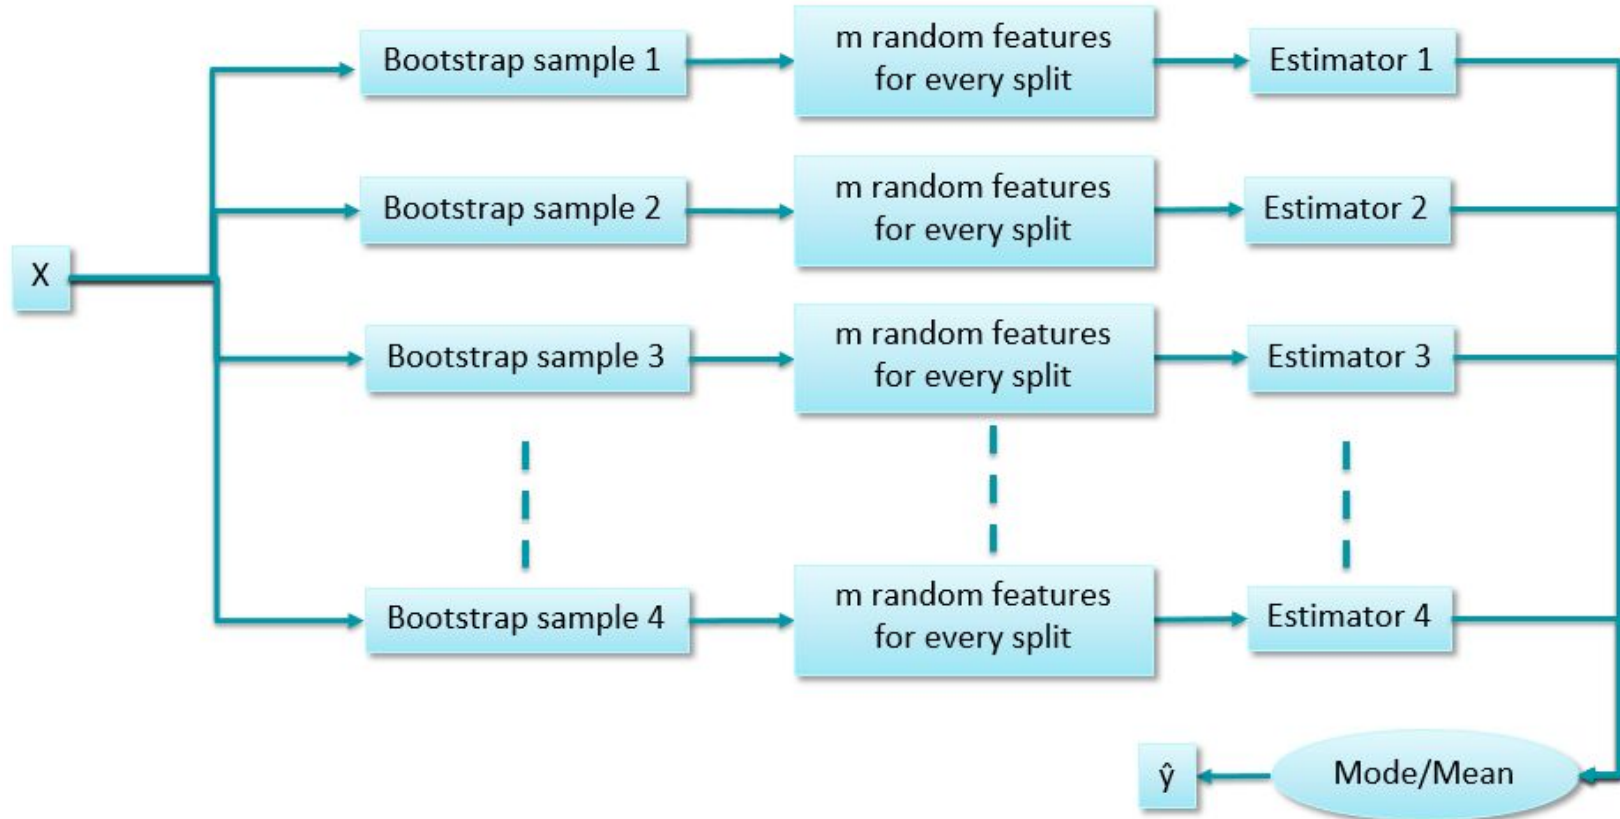 Bootstrap sample 1
m random features
for every split
Estimator 1
Bootstrap sample 2
m random features
for every split
Estimator 2
X
Bootstrap sample 3
m random features
for every split
Estimator 3
Bootstrap sample 4
m random features
for every split
Estimator 4
ŷ
Mode/Mean